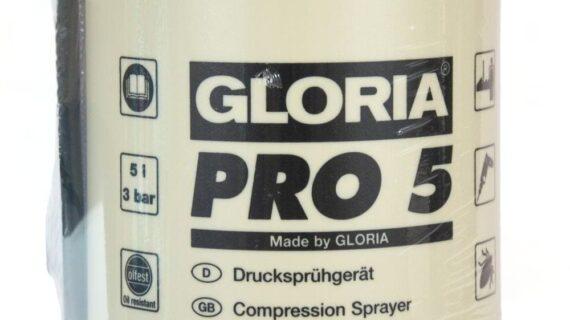 GLORIA®
PRO 5
Made by GLORIA
D Drucksprühgerät
GB Compression Sprayer
5 l
3 bar
ölfest
Oil resistant